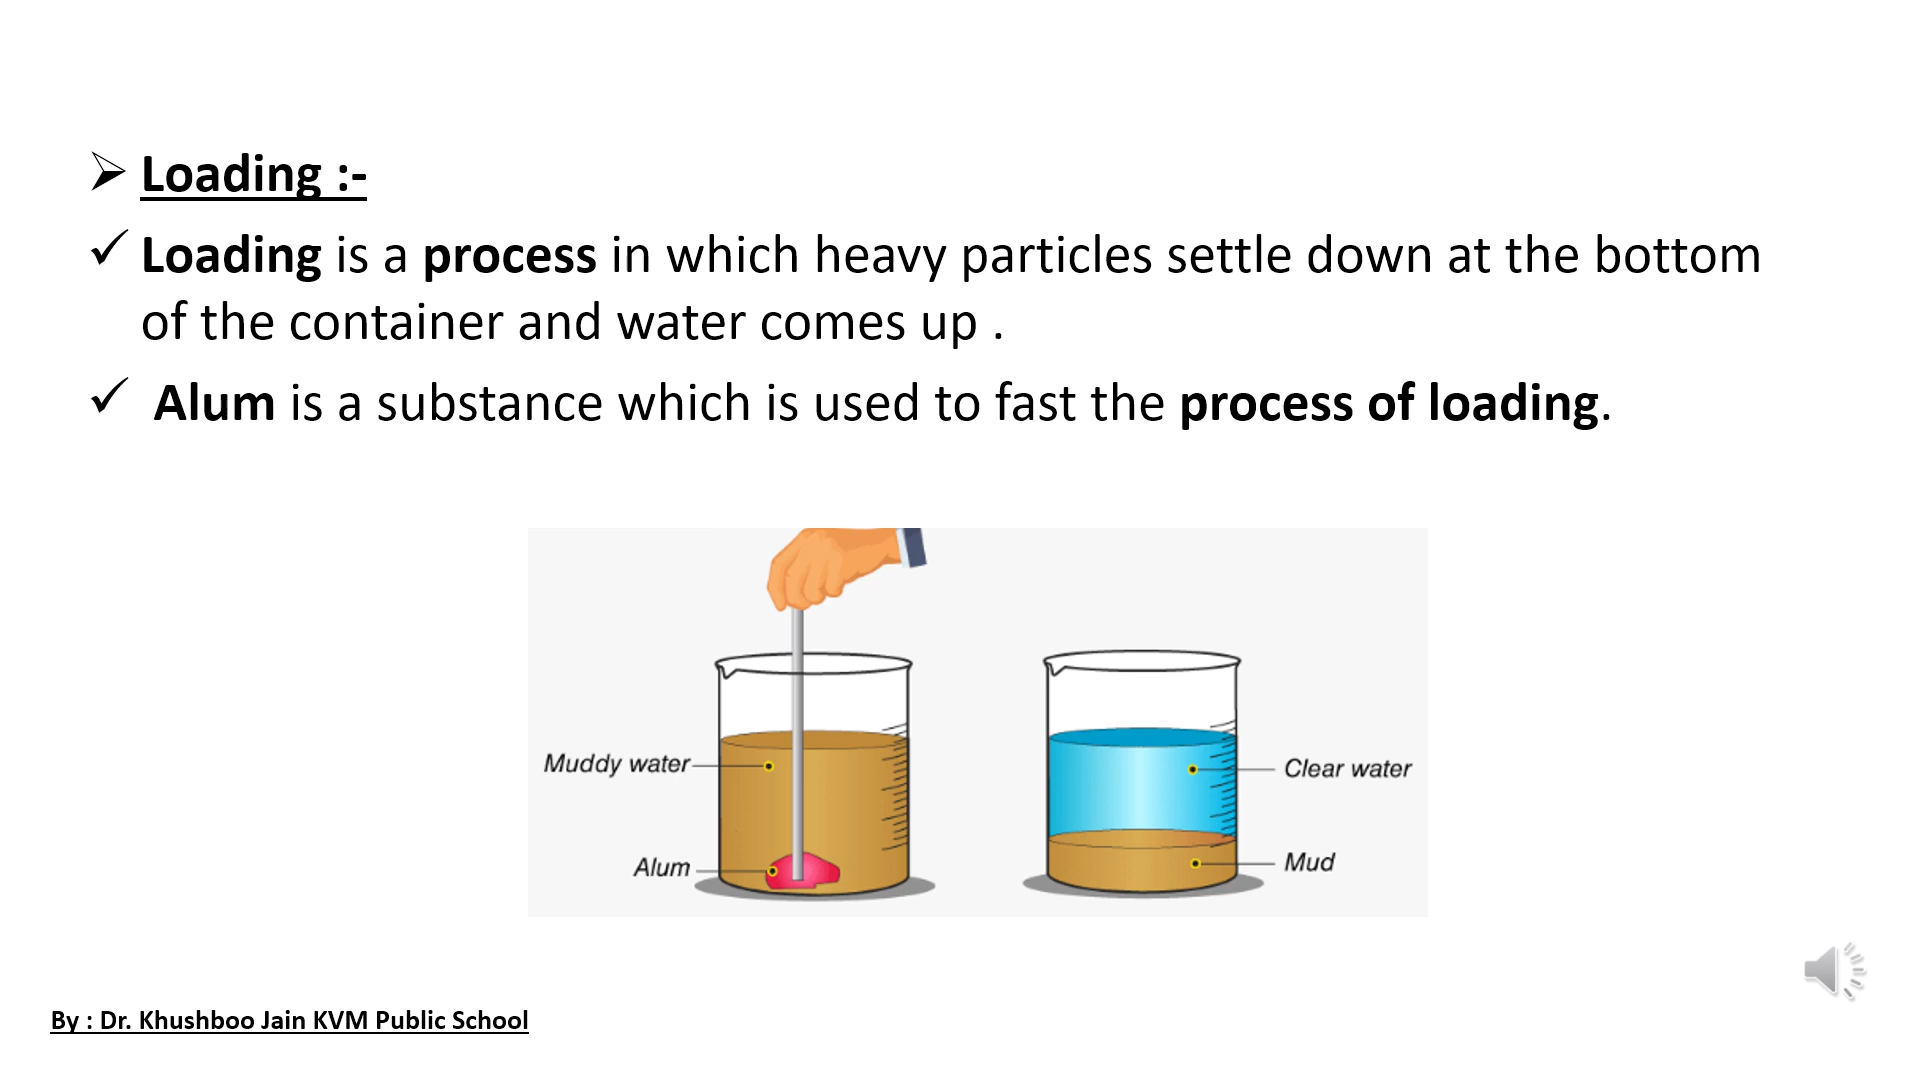 Loading :-
Loading is a process in which heavy particles settle down at the bottom
of the container and water comes up .
Alum is a substance which is used to fast the process of loading.
Muddy water
Clear water
Alum
Mud
By : Dr. Khushboo Jain KVM Public School